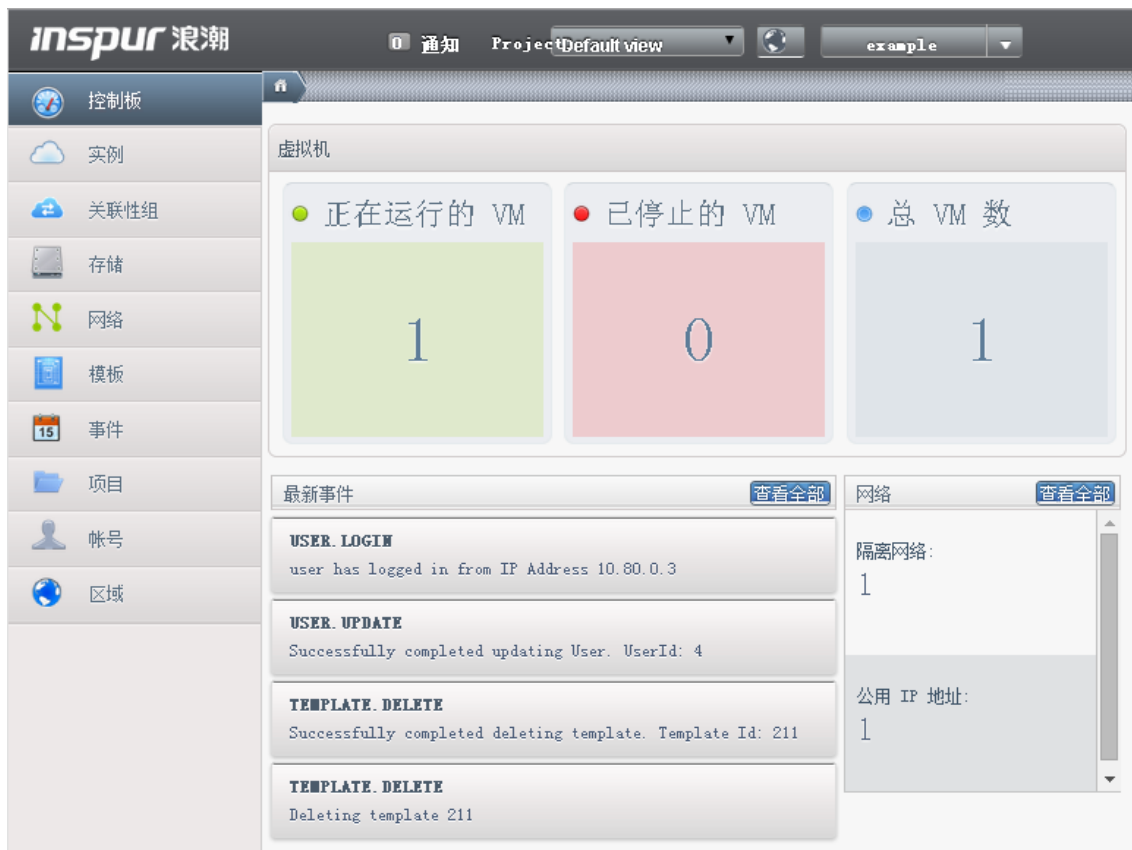 inspur 浪潮
0 通知 Project Default view example
控制板
实例
关联性组
存储
网络
模板
15 事件
项目
帐号
区域
虚拟机
正在运行的 VM
1
已停止的 VM
0
总 VM 数
1
最新事件 查看全部
USER.LOGIN
user has logged in from IP Address 10.80.0.3
USER.UPDATE
Successfully completed updating User. UserId: 4
TEMPLATE.DELETE
Successfully completed deleting template. Template Id: 211
TEMPLATE.DELETE
Deleting template 211
网络 查看全部
隔离网络:
1
公用 IP 地址:
1